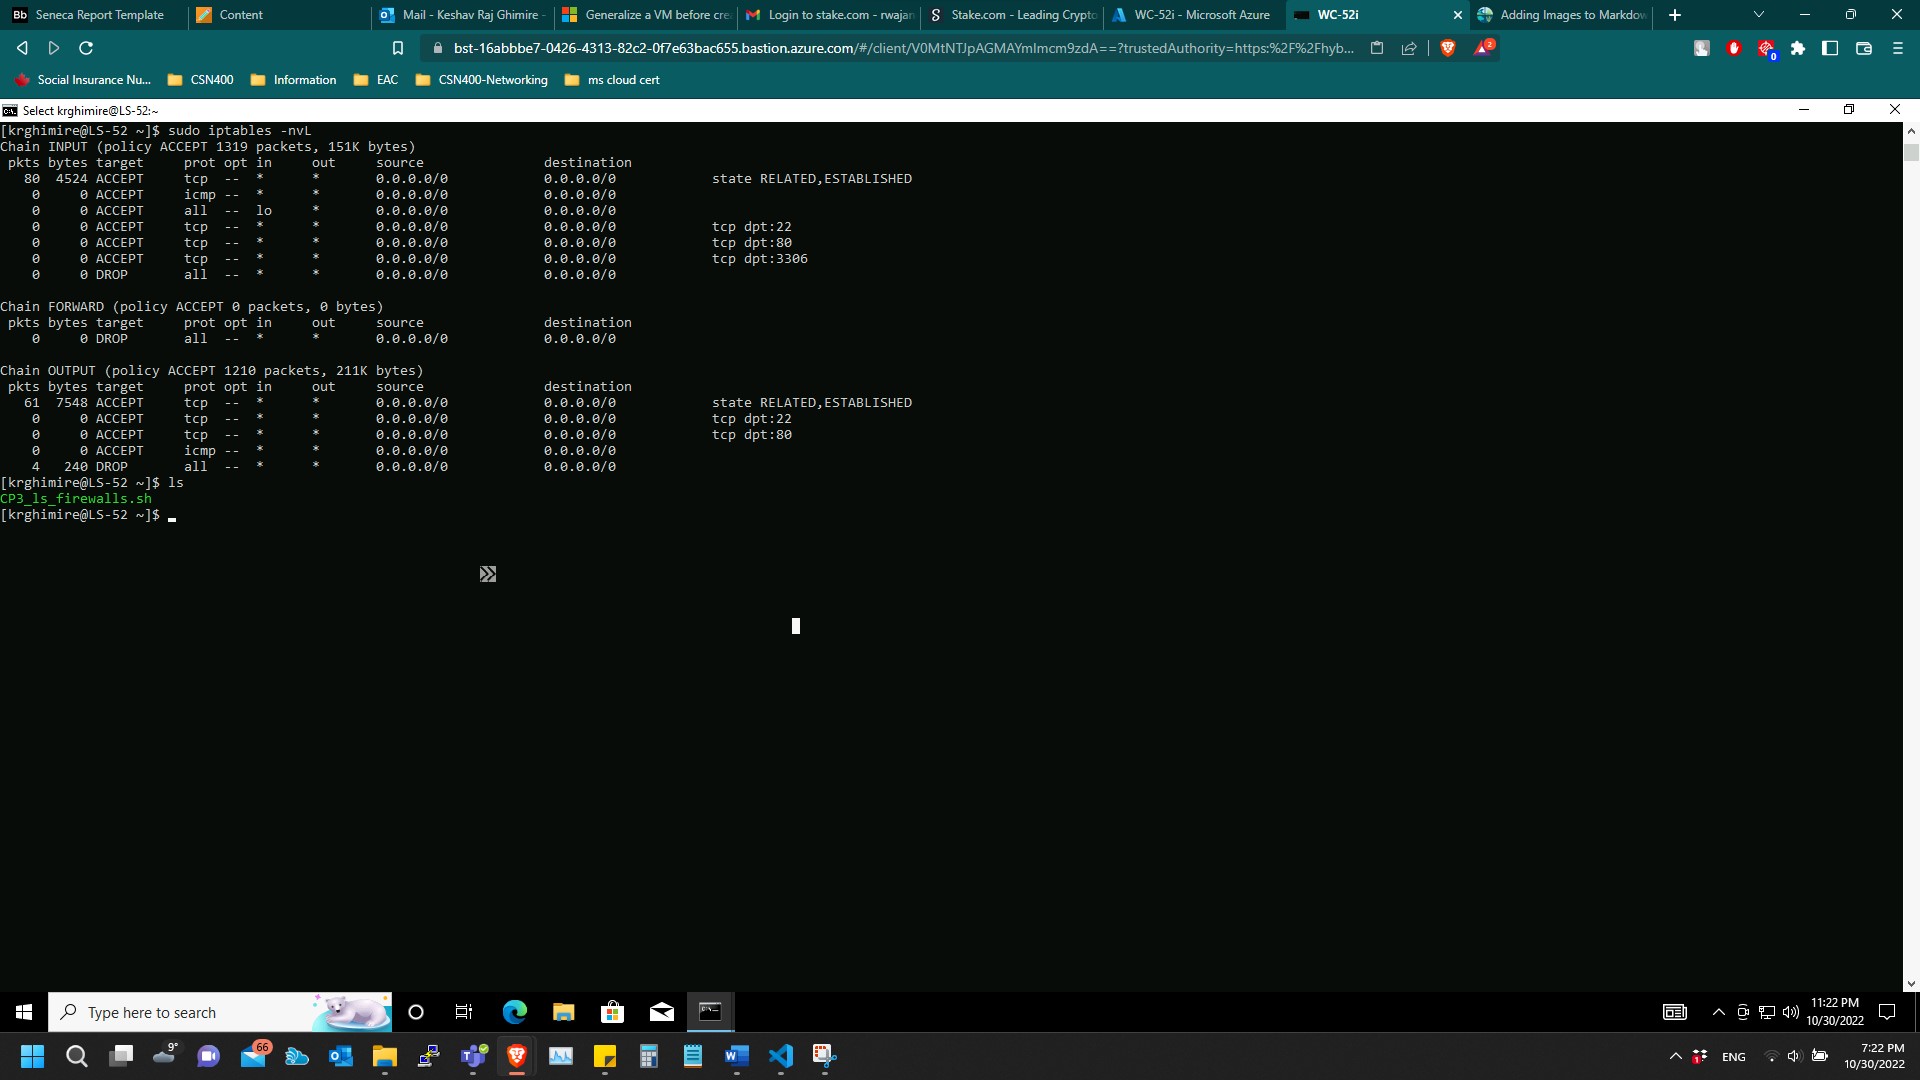 Seneca Report Template
Content
Mail - Keshav Raj Ghimire -
Generalize a VM before cre
Login to stake.com - rwajan
Stake.com - Leading Crypto
WC-52i - Microsoft Azure
WC-52i
Adding Images to Markdow
bst-16abbbe7-0426-4313-82c2-0f7e63bac655.bastion.azure.com/#/client/V0MtNTJpAGMAYmlmcm9zdA==?trustedAuthority=https:%2F%2Fhyb...
2
0
Social Insurance Nu...
CSN400
Information
EAC
CSN400-Networking
ms cloud cert
Select krghimire@LS-52:~
[krghimire@LS-52 ~]$ sudo iptables -nvL
Chain INPUT (policy ACCEPT 1319 packets, 151K bytes)
pkts bytes target prot opt in out source destination
80 4524 ACCEPT tcp -- * * 0.0.0.0/0 0.0.0.0/0 state RELATED,ESTABLISHED
0 0 ACCEPT icmp -- * * 0.0.0.0/0 0.0.0.0/0
0 0 ACCEPT all -- lo * 0.0.0.0/0 0.0.0.0/0
0 0 ACCEPT tcp -- * * 0.0.0.0/0 0.0.0.0/0 tcp dpt:22
0 0 ACCEPT tcp -- * * 0.0.0.0/0 0.0.0.0/0 tcp dpt:80
0 0 ACCEPT tcp -- * * 0.0.0.0/0 0.0.0.0/0 tcp dpt:3306
0 0 DROP all -- * * 0.0.0.0/0 0.0.0.0/0
Chain FORWARD (policy ACCEPT 0 packets, 0 bytes)
pkts bytes target prot opt in out source destination
0 0 DROP all -- * * 0.0.0.0/0 0.0.0.0/0
Chain OUTPUT (policy ACCEPT 1210 packets, 211K bytes)
pkts bytes target prot opt in out source destination
61 7548 ACCEPT tcp -- * * 0.0.0.0/0 0.0.0.0/0 state RELATED,ESTABLISHED
0 0 ACCEPT tcp -- * * 0.0.0.0/0 0.0.0.0/0 tcp dpt:22
0 0 ACCEPT tcp -- * * 0.0.0.0/0 0.0.0.0/0 tcp dpt:80
0 0 ACCEPT icmp -- * * 0.0.0.0/0 0.0.0.0/0
4 240 DROP all -- * * 0.0.0.0/0 0.0.0.0/0
[krghimire@LS-52 ~]$ ls
CP3_ls_firewalls.sh
[krghimire@LS-52 ~]$
Type here to search
11:22 PM
10/30/2022
9°
66
ENG
7:22 PM
10/30/2022